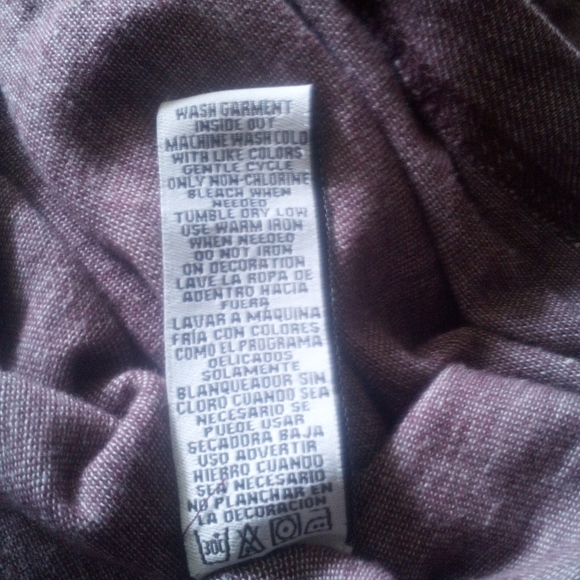 WASH GARMENT
INSIDE OUT
MACHINE WASH COLD
WITH LIKE COLORS
GENTLE CYCLE
ONLY NON-CHLORINE
BLEACH WHEN
NEEDED
TUMBLE DRY LOW
USE WARM IRON
WHEN NEEDED
DO NOT IRON
ON DECORATION
LAVE LA ROPA DE
ADENTRO HACIA
FUERA
LAVAR A MAQUINA
FRÍA CON COLORES
COMO EL PROGRAMA
DELICADOS
SOLAMENTE
BLANQUEADOR SIN
CLORO CUANDO SEA
NECESARIO SE
PUEDE USAR
SECADORA BAJA
USO ADVERTIR
HIERRO CUANDO
SEA NECESARIO
NO PLANCHAR EN
LA DECORACIÓN
30C